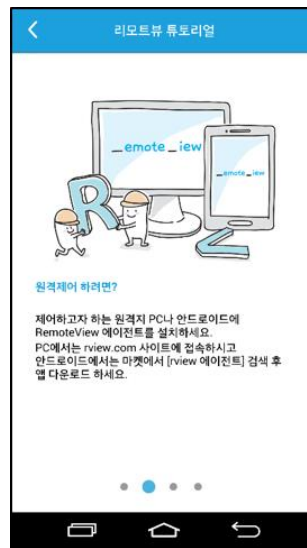 리모트뷰 튜토리얼
_emote_iew
_emote_iew
R
V
원격제어 하려면?
제어하고자 하는 원격지 PC나 안드로이드에
RemoteView 에이전트를 설치하세요.
PC에서는 rview.com 사이트에 접속하시고
안드로이드에서는 마켓에서 [rview 에이전트] 검색 후
앱 다운로드 하세요.